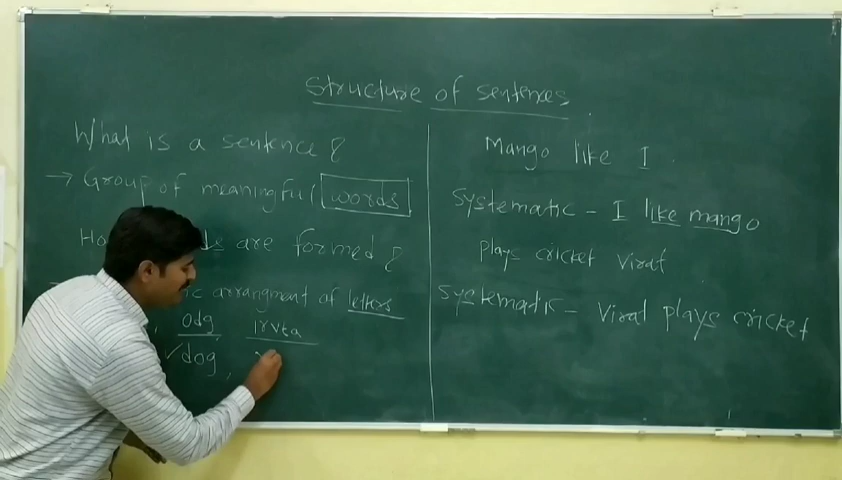 Structure of sentences
What is a sentence?
→ Group of meaningful words
are formed?
arrangment of letters
odg irvta
✓dog,
Mango like I.
Systematic - I like mango
plays cricket virat
Systematic - Virat plays cricket